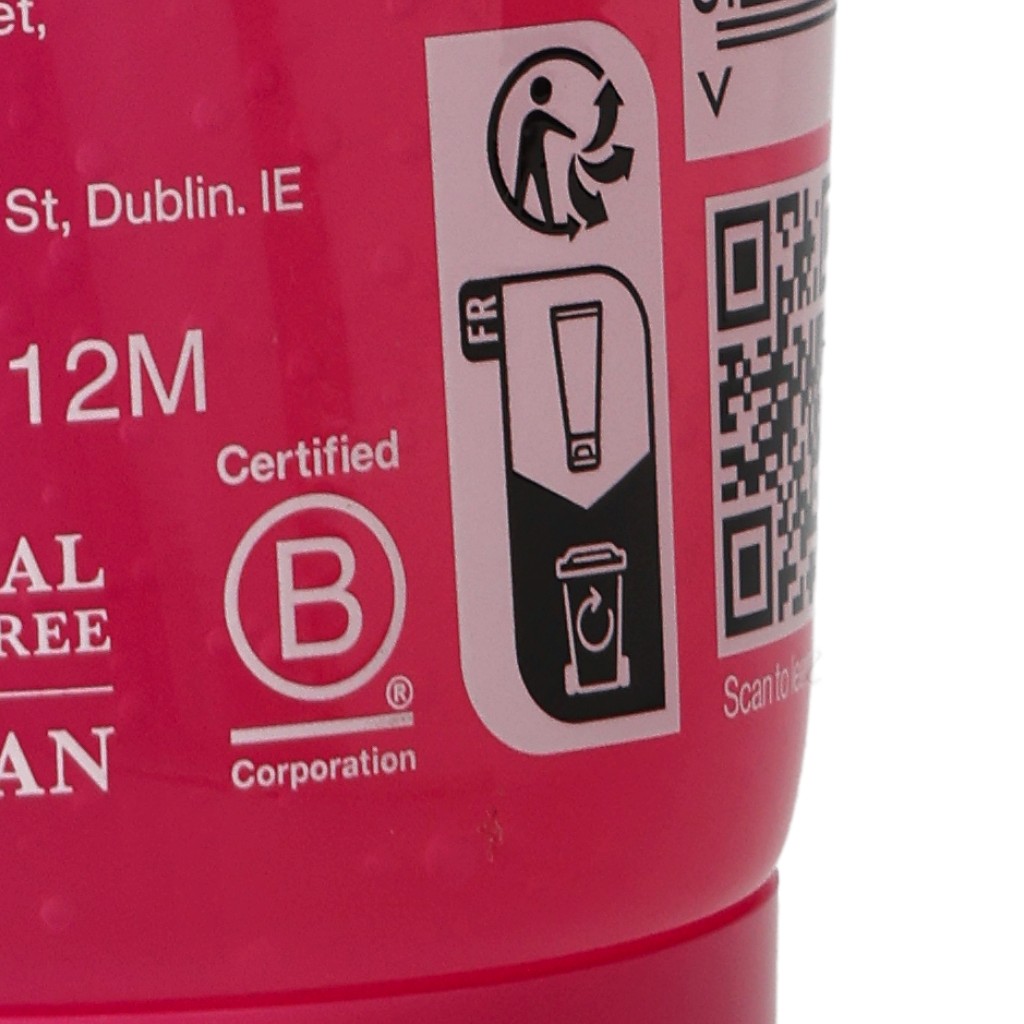 et,
St, Dublin. IE
12M
Certified
B
®
Corporation
AL
REE
AN
FR
V
Scan to